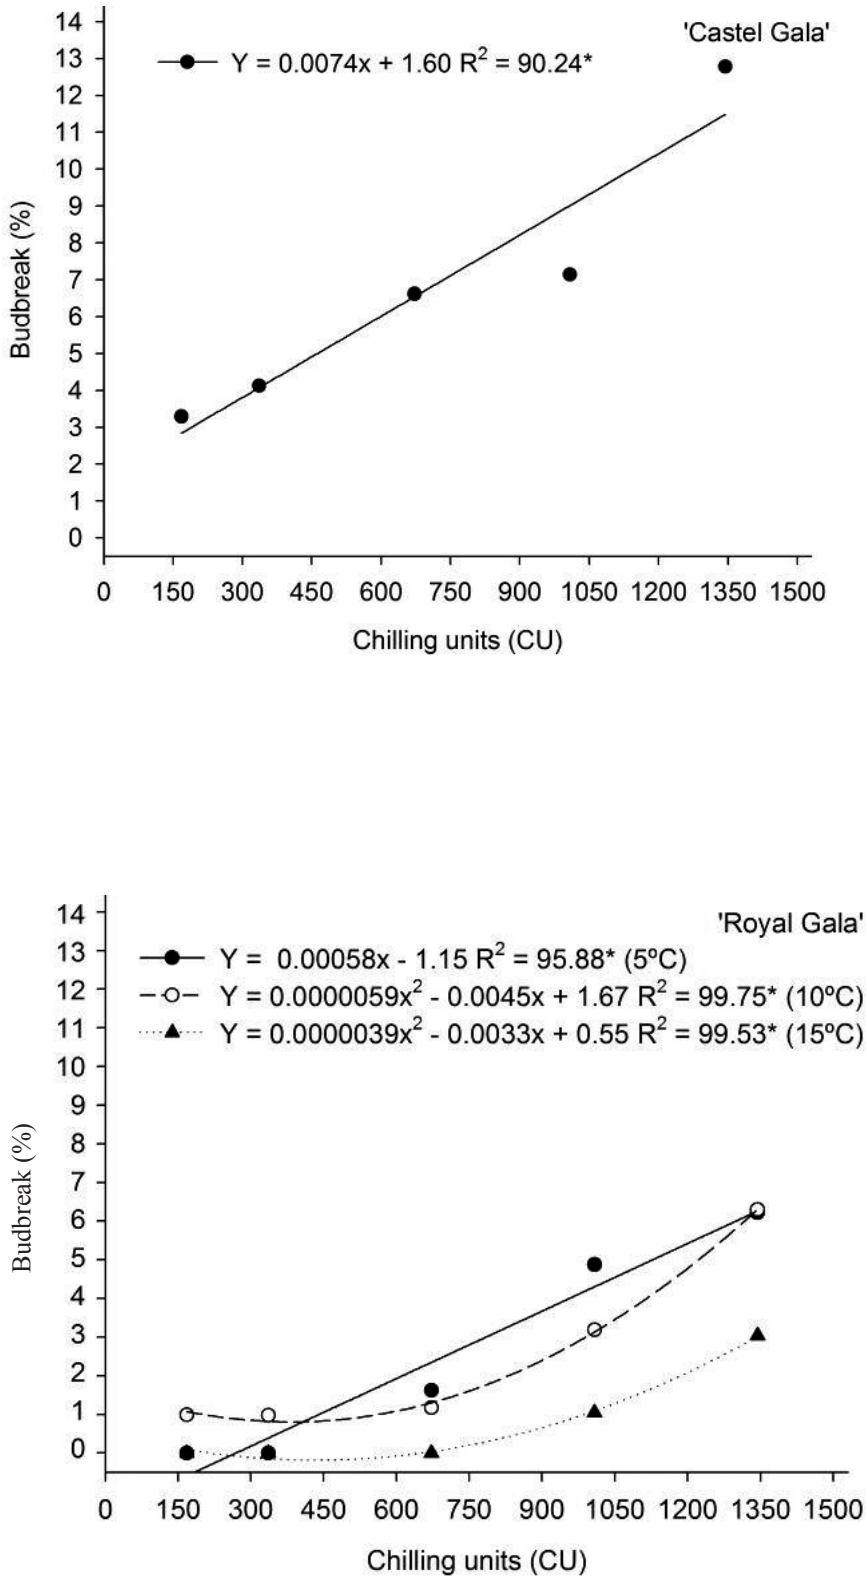 'Castel Gala'
Y = 0.0074x + 1.60 R² = 90.24*
14
13
12
11
10
9
8
7
6
5
4
3
2
1
0
Budbreak (%)
0 150 300 450 600 750 900 1050 1200 1350 1500
Chilling units (CU)
'Royal Gala'
Y = 0.00058x - 1.15 R² = 95.88* (5ºC)
Y = 0.0000059x² - 0.0045x + 1.67 R² = 99.75* (10ºC)
Y = 0.0000039x² - 0.0033x + 0.55 R² = 99.53* (15ºC)
14
13
12
11
10
9
8
7
6
5
4
3
2
1
0
Budbreak (%)
0 150 300 450 600 750 900 1050 1200 1350 1500
Chilling units (CU)